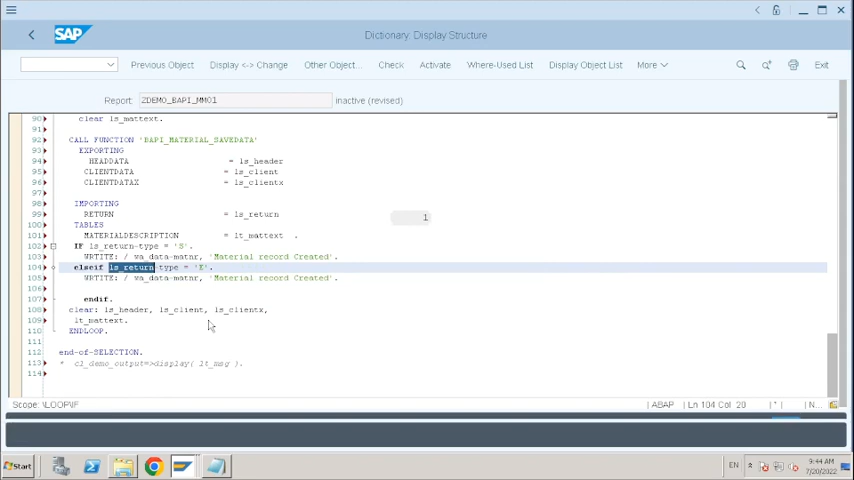 SAP
Dictionary: Display Structure
Previous Object Display <-> Change Other Object... Check Activate Where-Used List Display Object List More Exit
Report: ZDEMO_BAPI_MM01 inactive (revised)
90 clear ls_mattext.
91
92 CALL FUNCTION 'BAPI_MATERIAL_SAVEDATA'
93 EXPORTING
94 HEADDATA = ls_header
95 CLIENTDATA = ls_client
96 CLIENTDATAX = ls_clientx
97
98 IMPORTING
99 RETURN = ls_return
100 TABLES
101 MATERIALDESCRIPTION = lt_mattext .
102 IF ls_return-type = 'S'.
103 WRTITE: / wa_data-matnr, 'Material record Created'.
104 elseif ls_return-type = 'E'.
105 WRTITE: / wa_data-matnr, 'Material record Created'.
106
107 endif.
108 clear: ls_header, ls_client, ls_clientx,
109 lt_mattext.
110 ENDLOOP.
111
112 end-of-SELECTION.
113 * cl_demo_output=>display( lt_msg ).
114
1
Scope: \LOOP\IF ABAP Ln 104 Col 20 * N...
Start EN 9:44 AM
7/20/2022